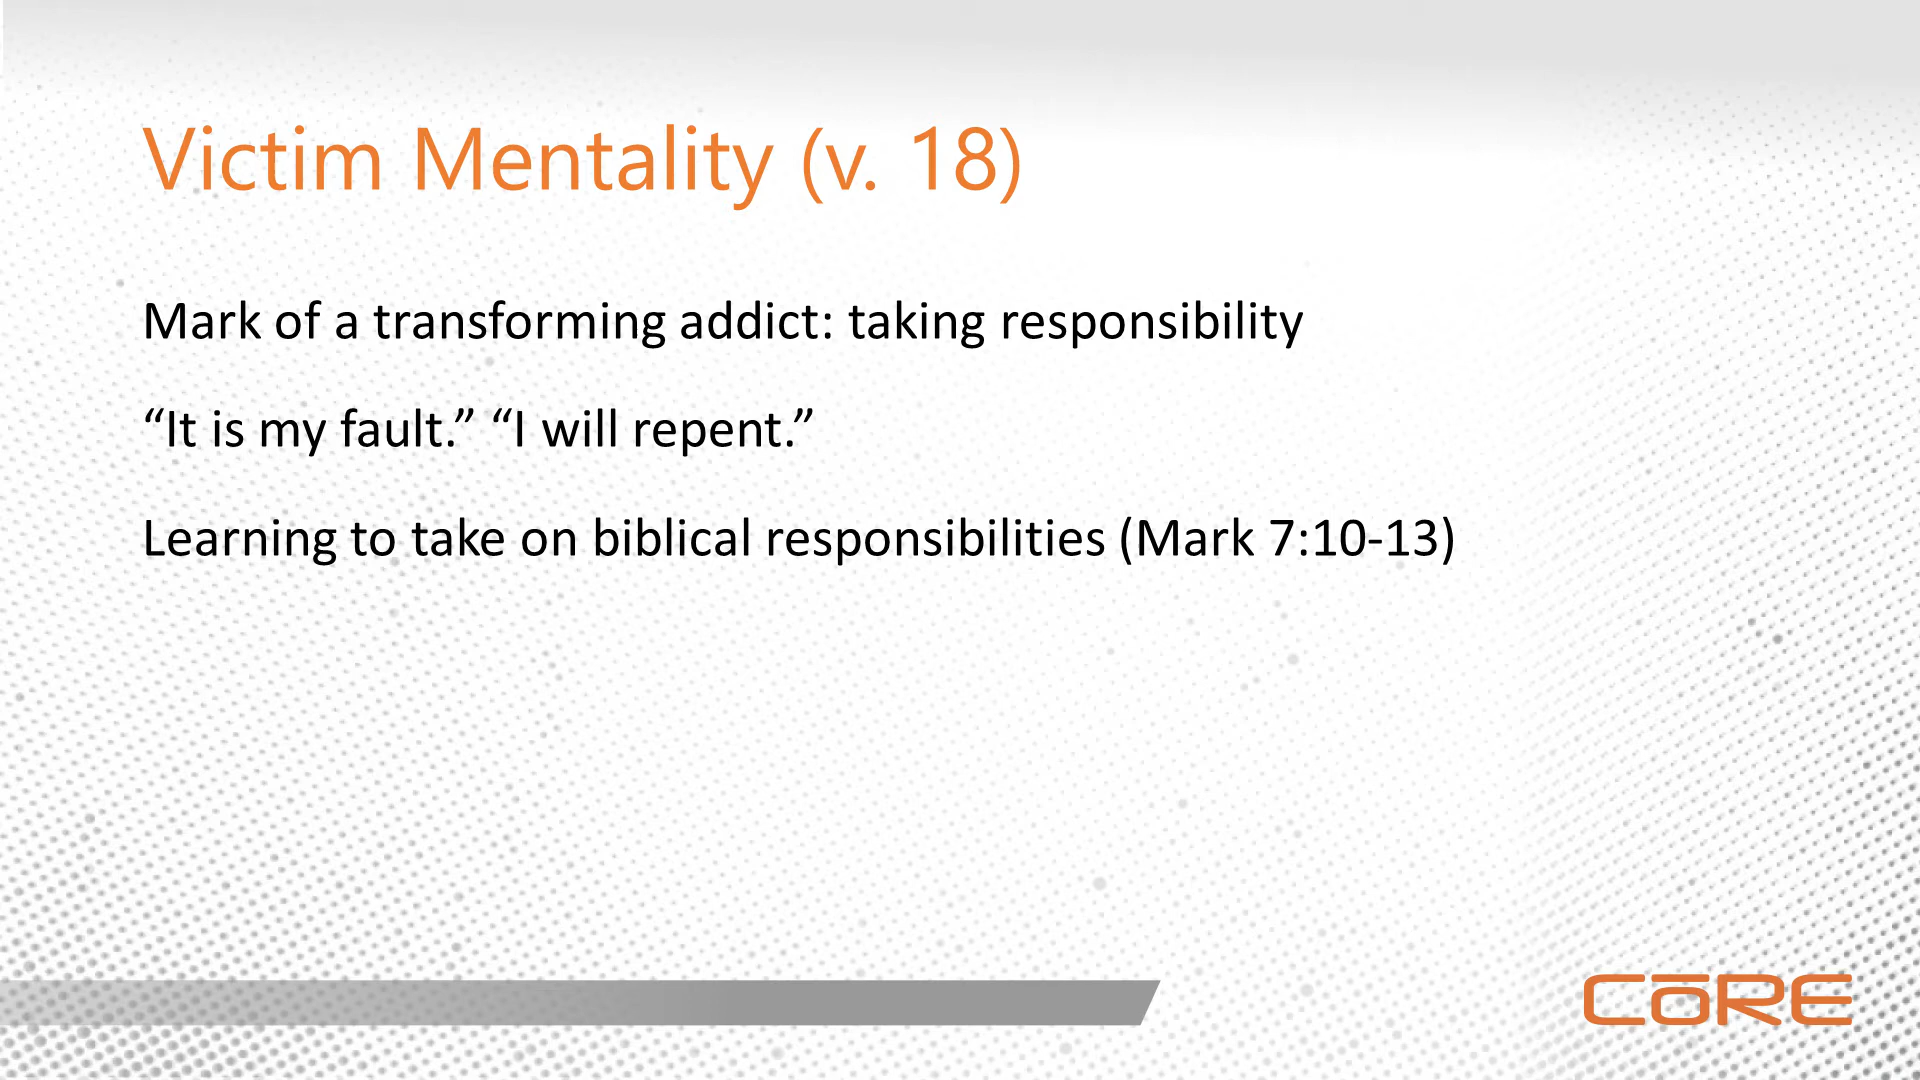 Victim Mentality (v. 18)
Mark of a transforming addict: taking responsibility
“It is my fault.” “I will repent.”
Learning to take on biblical responsibilities (Mark 7:10-13)
CōRE